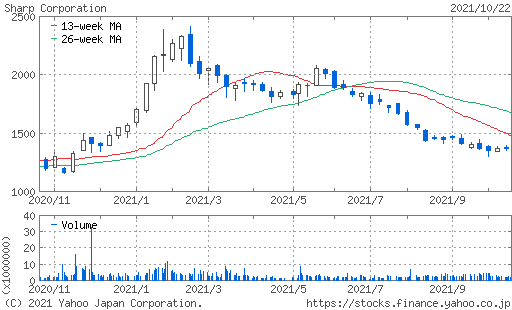 Sharp Corporation 2021/10/22
2500
13-week MA
26-week MA
2000
1500
1000
2020/11 2021/1 2021/3 2021/5 2021/7 2021/9
40
Volume
30
20
10
0
(x1000000)
2020/11 2021/1 2021/3 2021/5 2021/7 2021/9
(C) 2021 Yahoo Japan Corporation. https://stocks.finance.yahoo.co.jp/